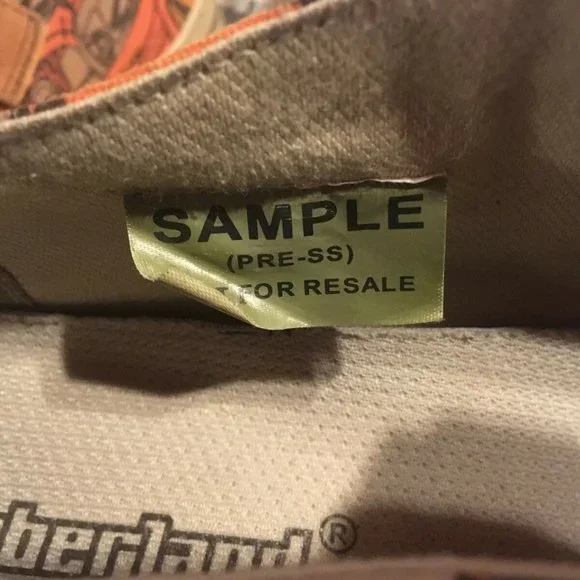 SAMPLE
(PRE-SS)
T FOR RESALE
berland®